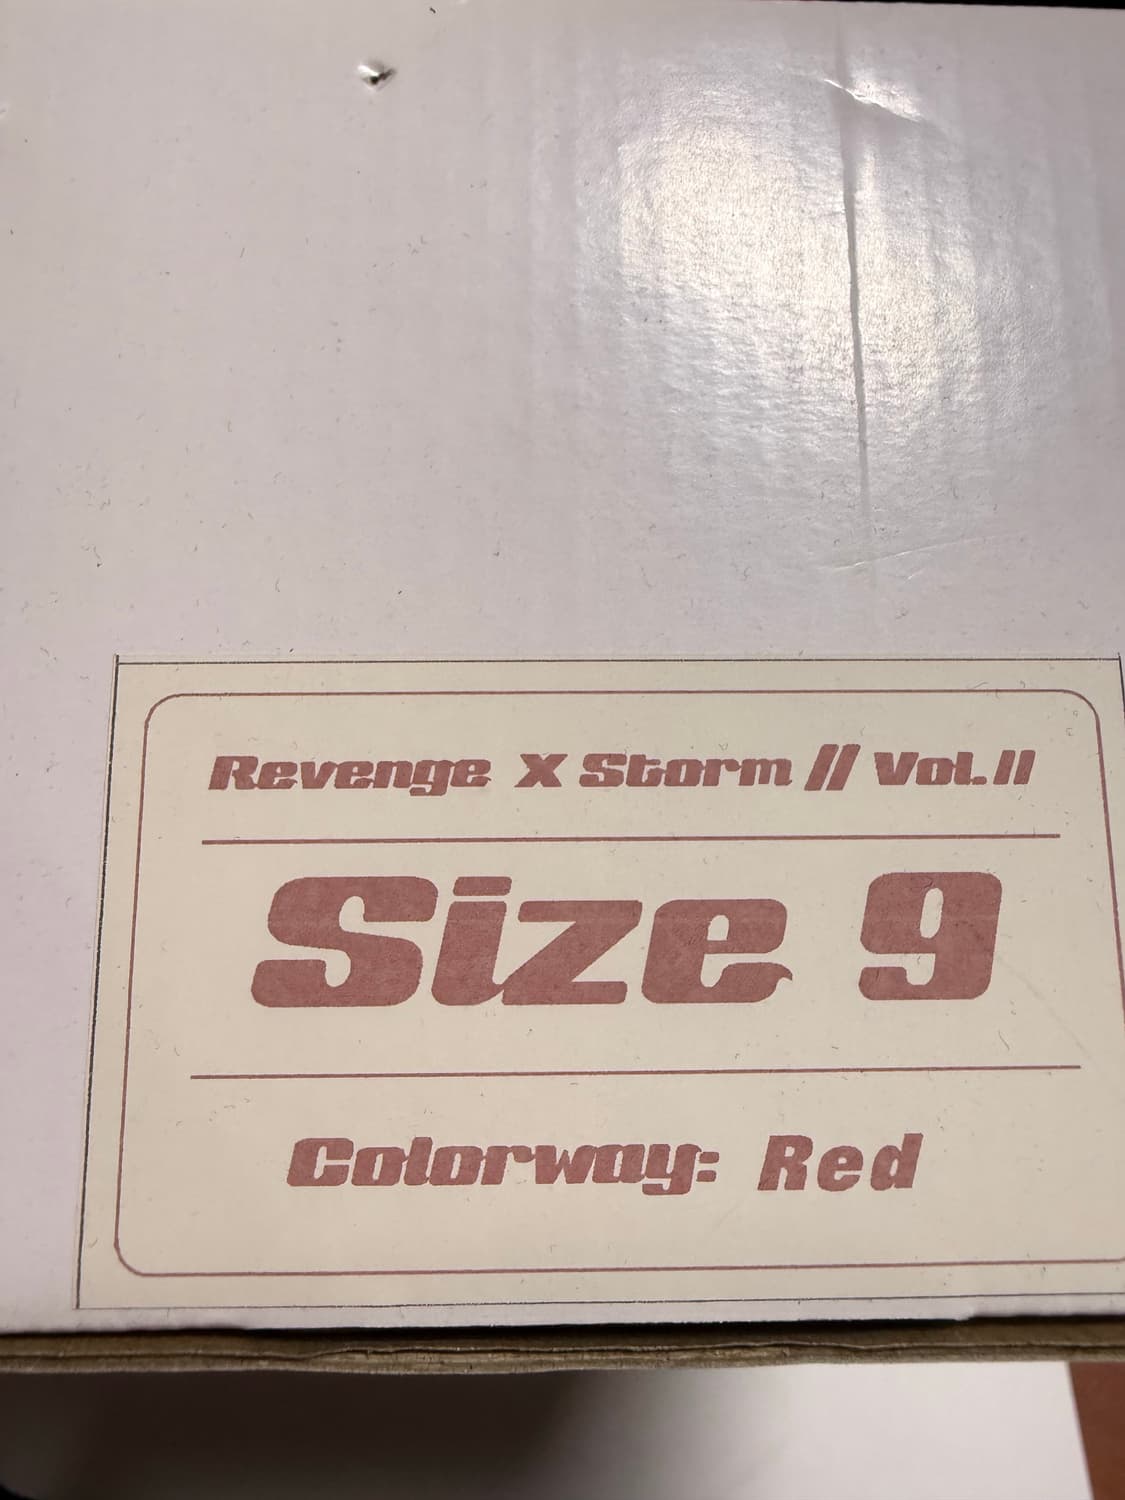 Revenge X Storm // Vol.II
Size 9
Colorway: Red